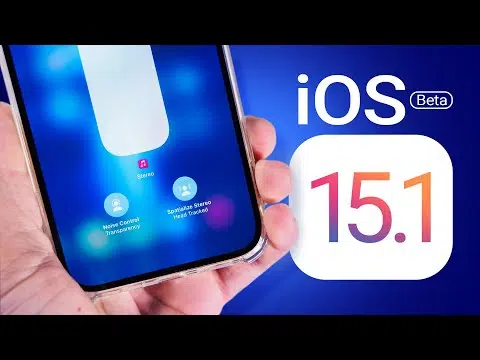 iOS Beta
15.1
Stereo
Noise Control
Transparency
Spatialize Stereo
Head Tracked